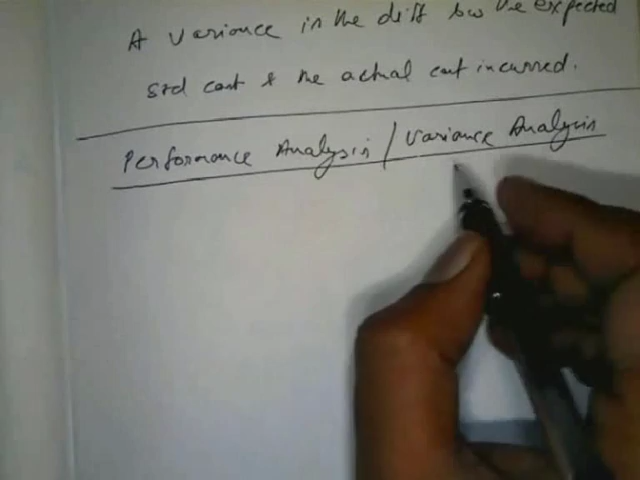 A variance is the diff b/w the expected
std cost & the actual cost incurred.
Performance Analysis / Variance Analysis